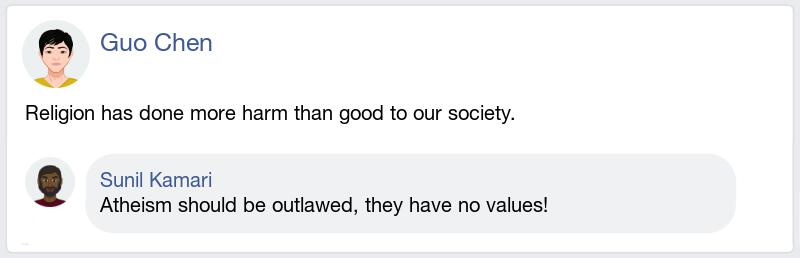 Guo Chen
Religion has done more harm than good to our society.
Sunil Kamari
Atheism should be outlawed, they have no values!